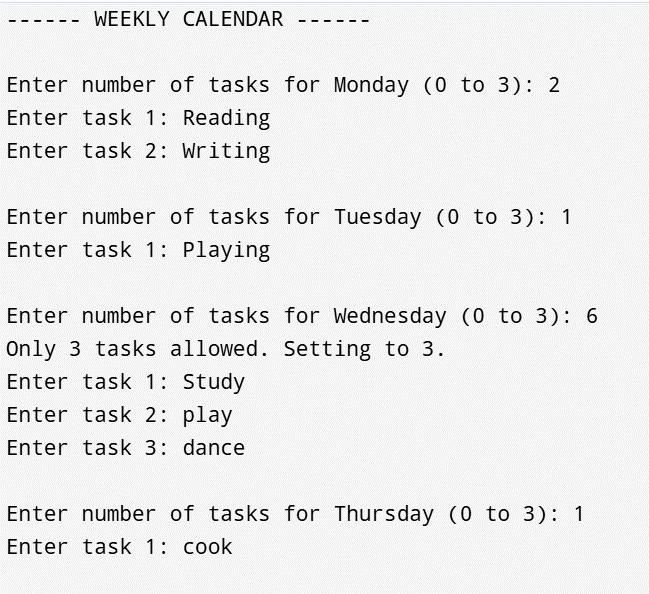 ------ WEEKLY CALENDAR ------
Enter number of tasks for Monday (0 to 3): 2
Enter task 1: Reading
Enter task 2: Writing
Enter number of tasks for Tuesday (0 to 3): 1
Enter task 1: Playing
Enter number of tasks for Wednesday (0 to 3): 6
Only 3 tasks allowed. Setting to 3.
Enter task 1: Study
Enter task 2: play
Enter task 3: dance
Enter number of tasks for Thursday (0 to 3): 1
Enter task 1: cook